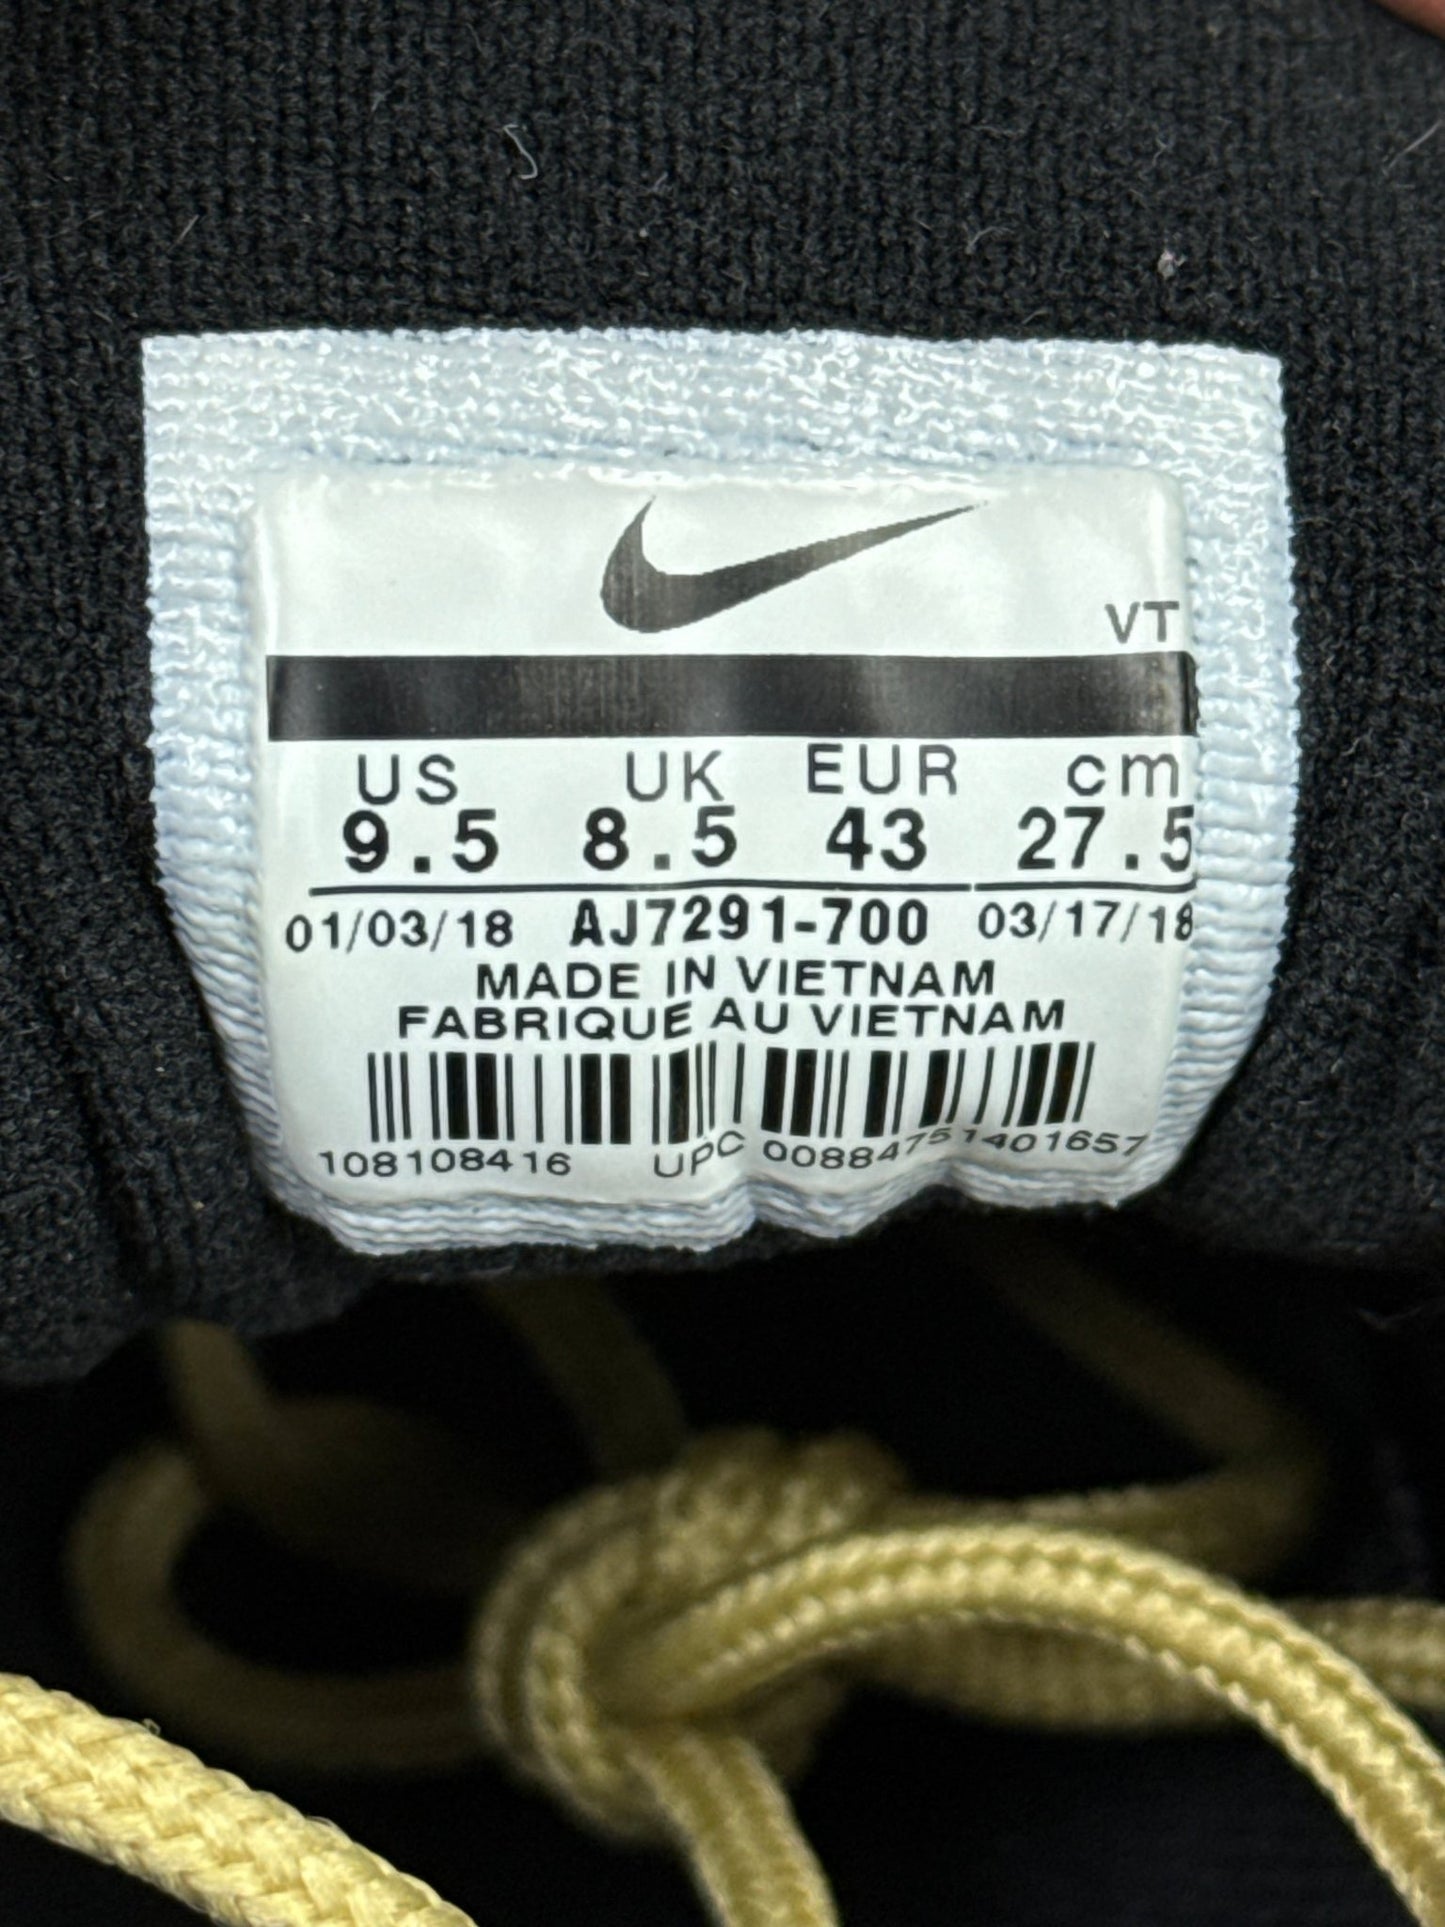 VT
US UK EUR cm
9.5 8.5 43 27.5
01/03/18 AJ7291-700 03/17/18
MADE IN VIETNAM
FABRIQUE AU VIETNAM
108108416 UPC 00884751401657